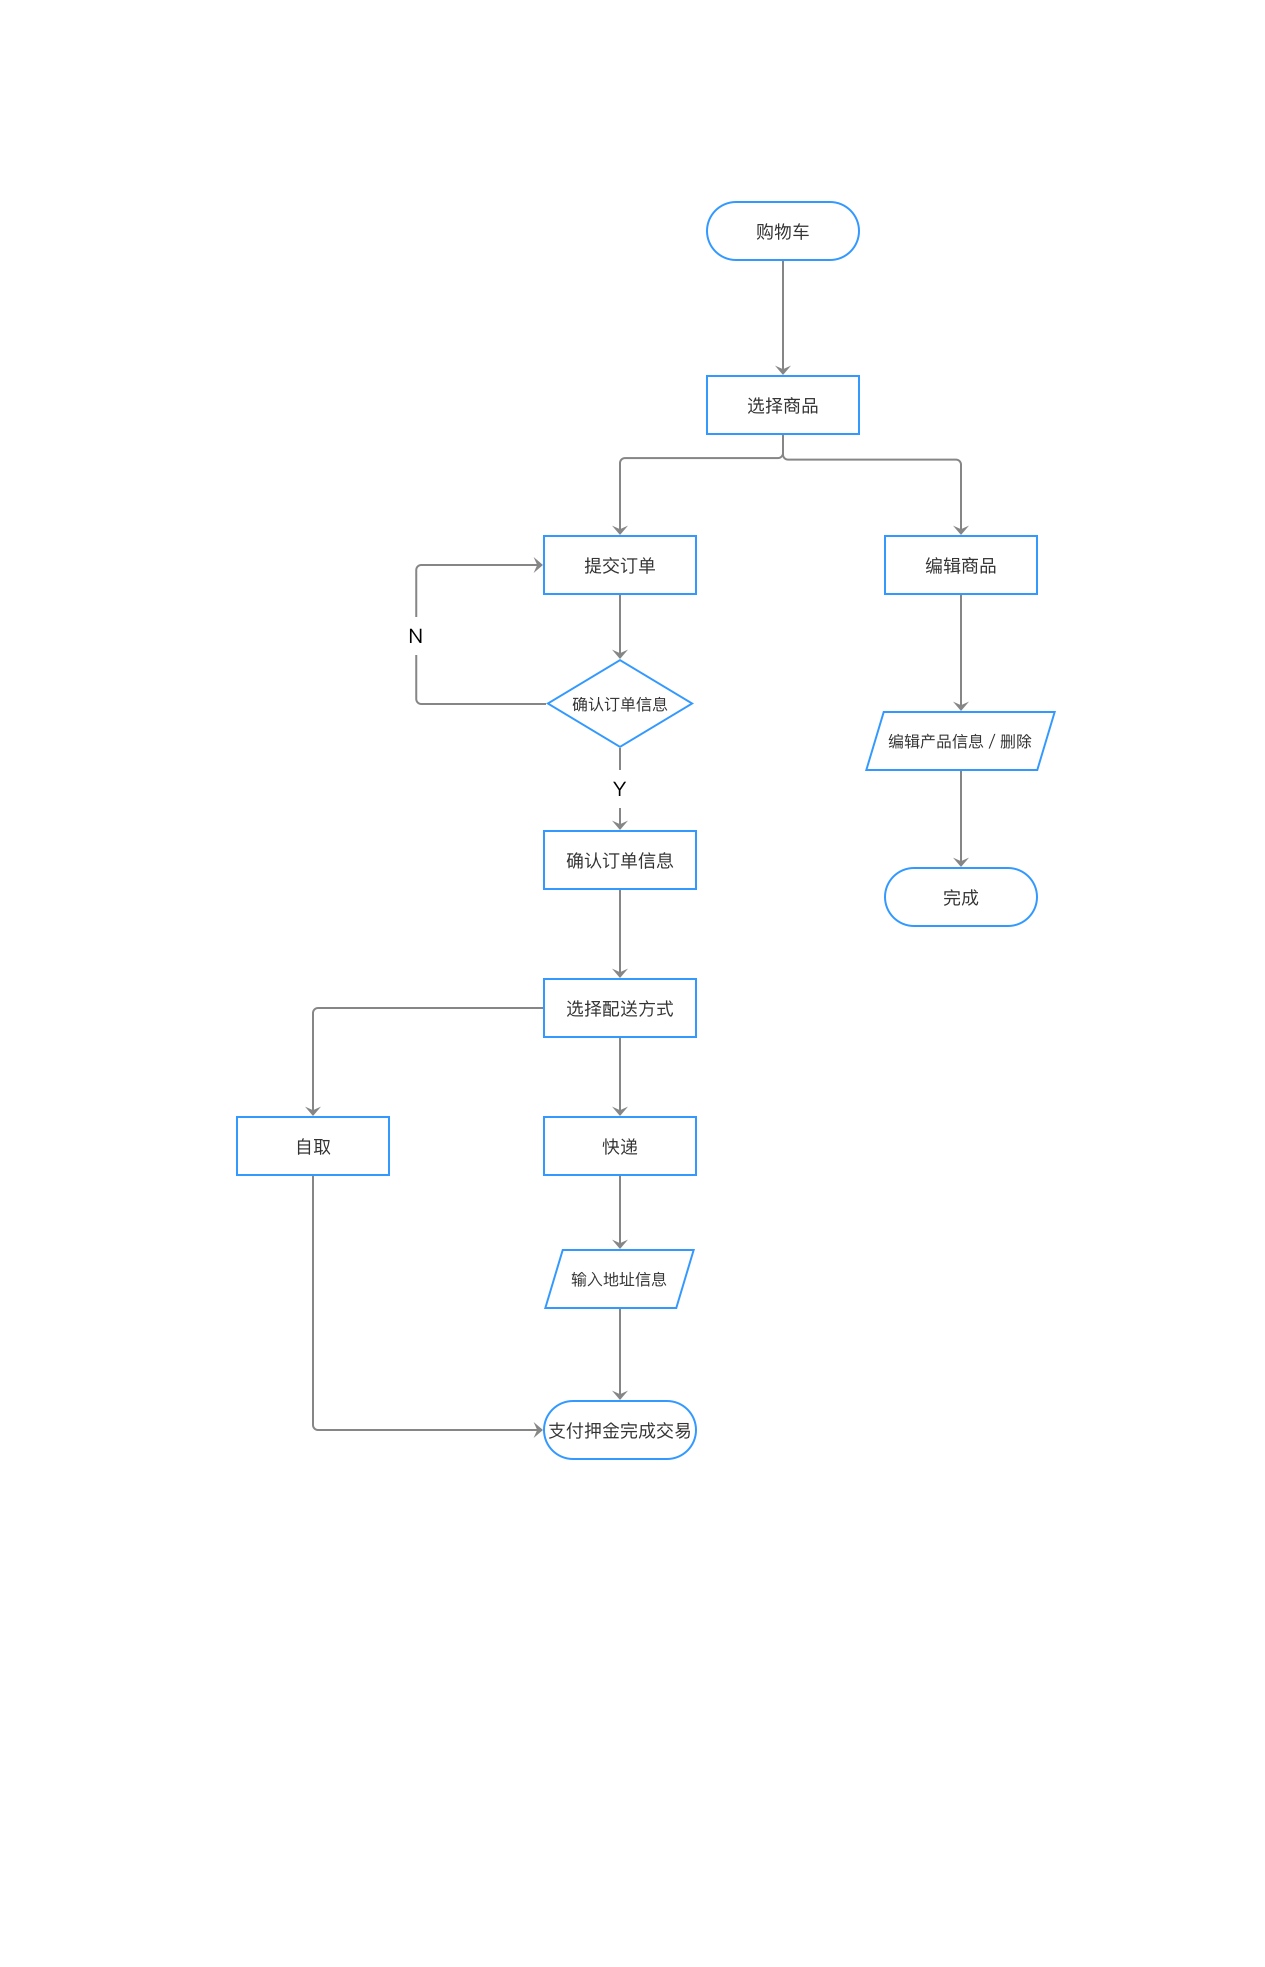 购物车
选择商品
提交订单
编辑商品
N
确认订单信息
编辑产品信息 / 删除
Y
确认订单信息
完成
选择配送方式
自取
快递
输入地址信息
支付押金完成交易